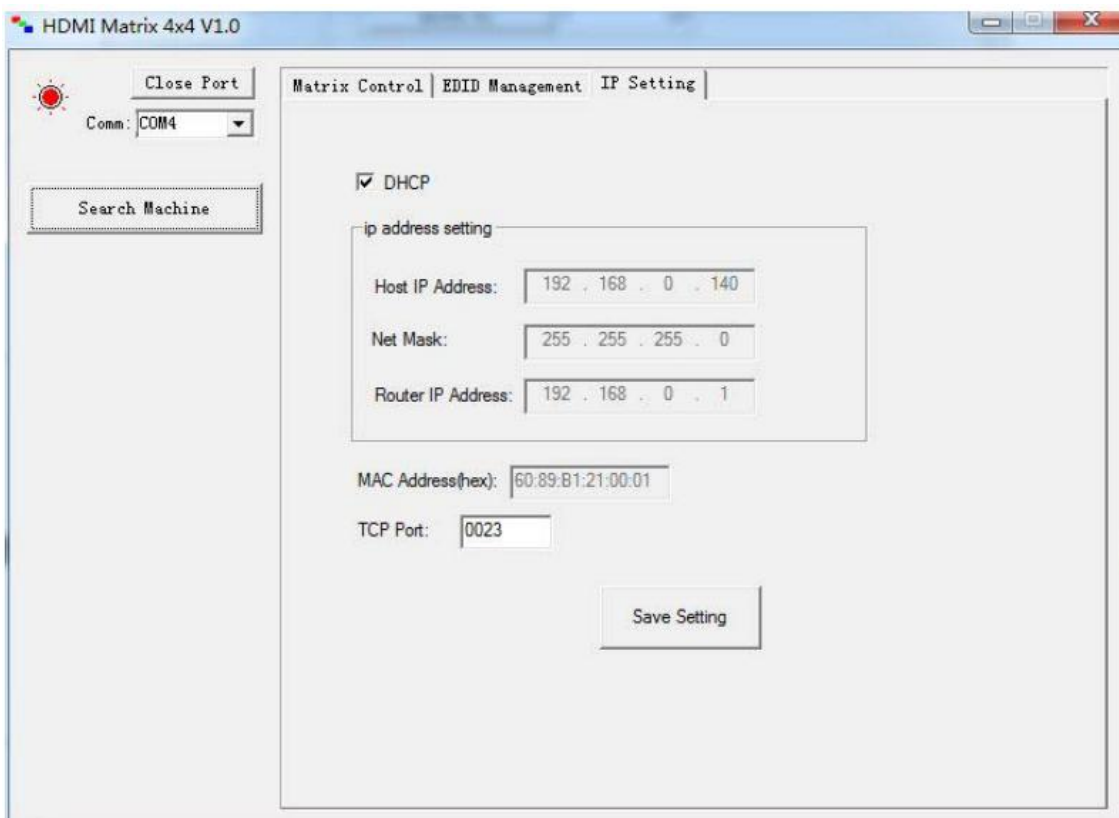 HDMI Matrix 4x4 V1.0
Close Port
Comm: COM4
Search Machine
Matrix Control EDID Management IP Setting
DHCP
ip address setting
Host IP Address: 192 . 168 . 0 . 140
Net Mask: 255 . 255 . 255 . 0
Router IP Address: 192 . 168 . 0 . 1
MAC Address(hex): 60:89:B1:21:00:01
TCP Port: 0023
Save Setting